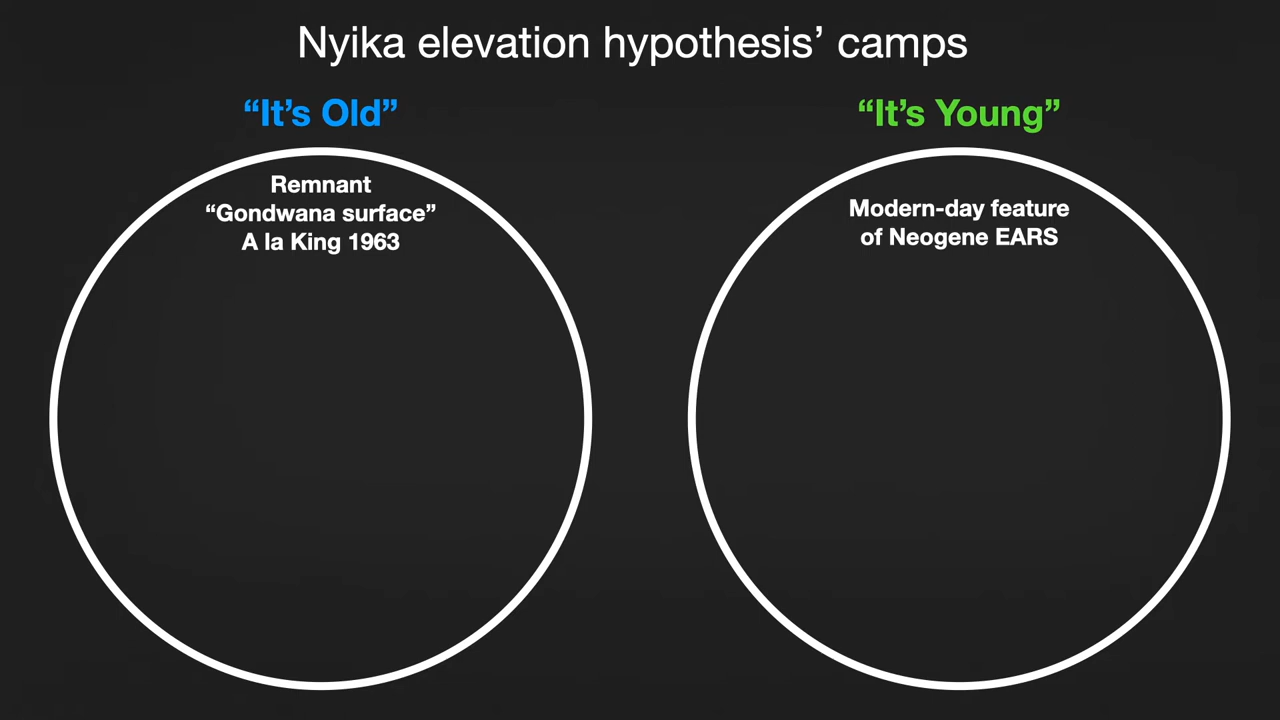 Nyika elevation hypothesis’ camps
“It’s Old”
“It’s Young”
Remnant
“Gondwana surface”
A la King 1963
Modern-day feature
of Neogene EARS